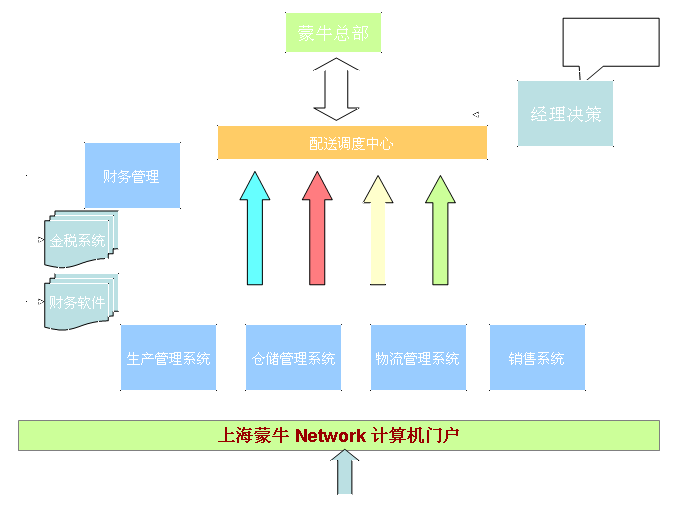 蒙牛总部
经理决策
配送调度中心
财务管理
金税系统
财务软件
生产管理系统
仓储管理系统
物流管理系统
销售系统
上海蒙牛 Network 计算机门户